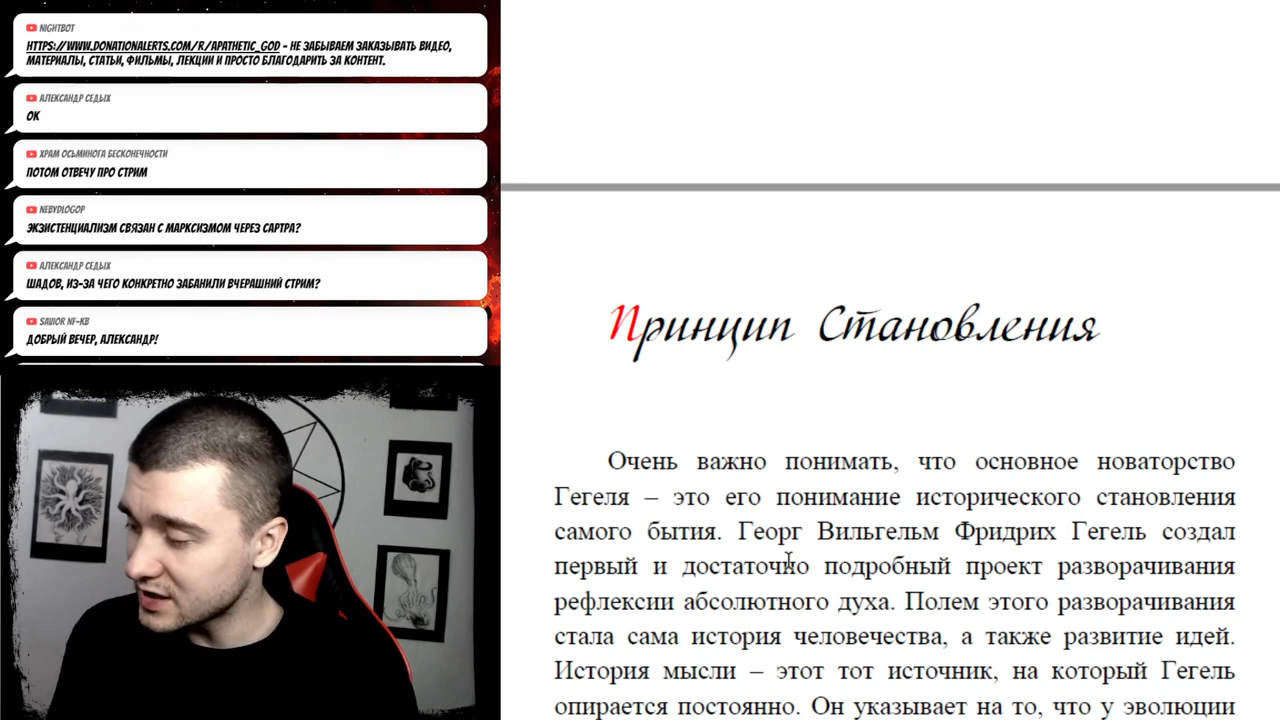 NIGHTBOT
HTTPS://WWW.DONATIONALERTS.COM/R/APATHETIC_GOD - НЕ ЗАБЫВАЕМ ЗАКАЗЫВАТЬ ВИДЕО,
МАТЕРИАЛЫ, СТАТЬИ, ФИЛЬМЫ, ЛЕКЦИИ И ПРОСТО БЛАГОДАРИТЬ ЗА КОНТЕНТ.
АЛЕКСАНДР СЕДЫХ
ОК
ХРАМ ОСЬМИНОГА БЕСКОНЕЧНОСТИ
ПОТОМ ОТВЕЧУ ПРО СТРИМ
NEBYDLOGOP
ЭКЗИСТЕНЦИАЛИЗМ СВЯЗАН С МАРКСИЗМОМ ЧЕРЕЗ САРТРА?
АЛЕКСАНДР СЕДЫХ
ШАДОВ, ИЗ-ЗА ЧЕГО КОНКРЕТНО ЗАБАНИЛИ ВЧЕРАШНИЙ СТРИМ?
SAVIOR NF-KB
ДОБРЫЙ ВЕЧЕР, АЛЕКСАНДР!
Принцип Становления
Очень важно понимать, что основное новаторство
Гегеля – это его понимание исторического становления
самого бытия. Георг Вильгельм Фридрих Гегель создал
первый и достаточно подробный проект разворачивания
рефлексии абсолютного духа. Полем этого разворачивания
стала сама история человечества, а также развитие идей.
История мысли – этот тот источник, на который Гегель
опирается постоянно. Он указывает на то, что у эволюции